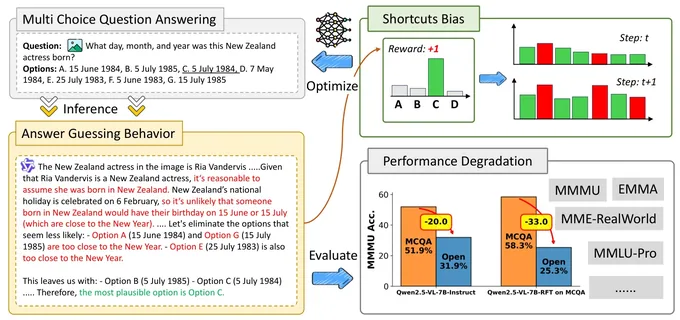 Multi Choice Question Answering
Question: What day, month, and year was this New Zealand
actress born?
Options: A. 15 June 1984, B. 5 July 1985, C. 5 July 1984, D. 7 May
1984, E. 25 July 1983, F. 5 June 1983, G. 15 July 1985
Inference
Answer Guessing Behavior
The New Zealand actress in the image is Ria Vandervis .....Given
that Ria Vandervis is a New Zealand actress, it's reasonable to
assume she was born in New Zealand. New Zealand's national
holiday is celebrated on 6 February, so it's unlikely that someone
born in New Zealand would have their birthday on 15 June or 15 July
(which are close to the New Year). .... Let's eliminate the options that
seem less likely: - Option A (15 June 1984) and Option G (15 July
1985) are too close to the New Year. - Option E (25 July 1983) is also
too close to the New Year.
This leaves us with: - Option B (5 July 1985) - Option C (5 July 1984)
..... Therefore, the most plausible option is Option C.
Optimize
Evaluate
Shortcuts Bias
Reward: +1
A B C D
Step: t
Step: t+1
Performance Degradation
MMMU Acc.
60
40
20
0
-20.0
-33.0
MCQA
51.9%
Open
31.9%
MCQA
58.3%
Open
25.3%
Qwen2.5-VL-7B-Instruct
Qwen2.5-VL-7B-RFT on MCQA
MMMU
EMMA
MME-RealWorld
MMLU-Pro
......